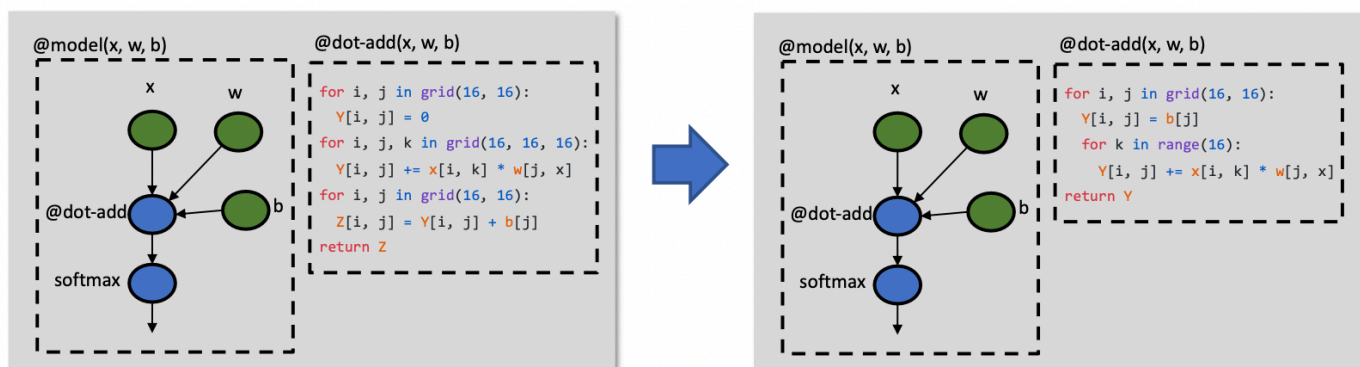 @model(x, w, b)
x
w
@dot-add
b
softmax
@dot-add(x, w, b)
for i, j in grid(16, 16):
  Y[i, j] = 0
for i, j, k in grid(16, 16, 16):
  Y[i, j] += x[i, k] * w[j, x]
for i, j in grid(16, 16):
  Z[i, j] = Y[i, j] + b[j]
return Z
@model(x, w, b)
x
w
@dot-add
b
softmax
@dot-add(x, w, b)
for i, j in grid(16, 16):
  Y[i, j] = b[j]
  for k in range(16):
    Y[i, j] += x[i, k] * w[j, x]
return Y